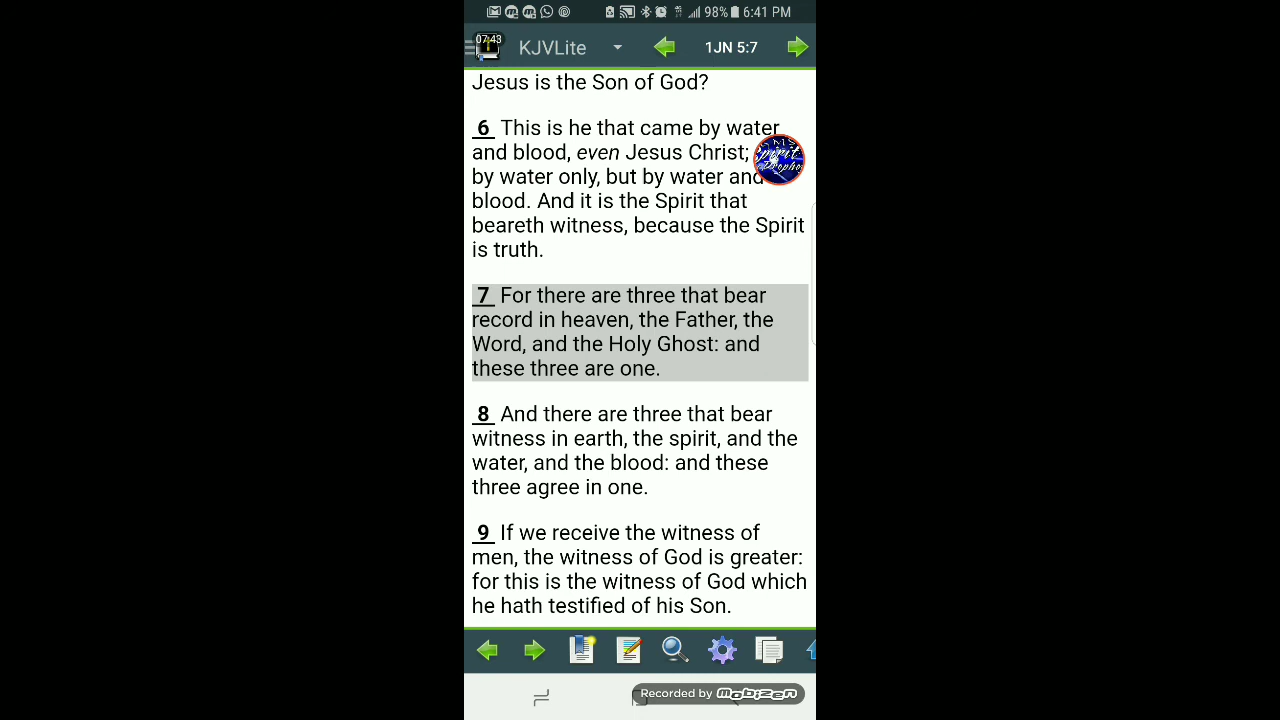 98% 6:41 PM
07:43
KJVLite
1JN 5:7
Jesus is the Son of God?
6 This is he that came by water
and blood, even Jesus Christ;
by water only, but by water and
blood. And it is the Spirit that
beareth witness, because the Spirit
is truth.
7 For there are three that bear
record in heaven, the Father, the
Word, and the Holy Ghost: and
these three are one.
8 And there are three that bear
witness in earth, the spirit, and the
water, and the blood: and these
three agree in one.
9 If we receive the witness of
men, the witness of God is greater:
for this is the witness of God which
he hath testified of his Son.
Recorded by Mobizen